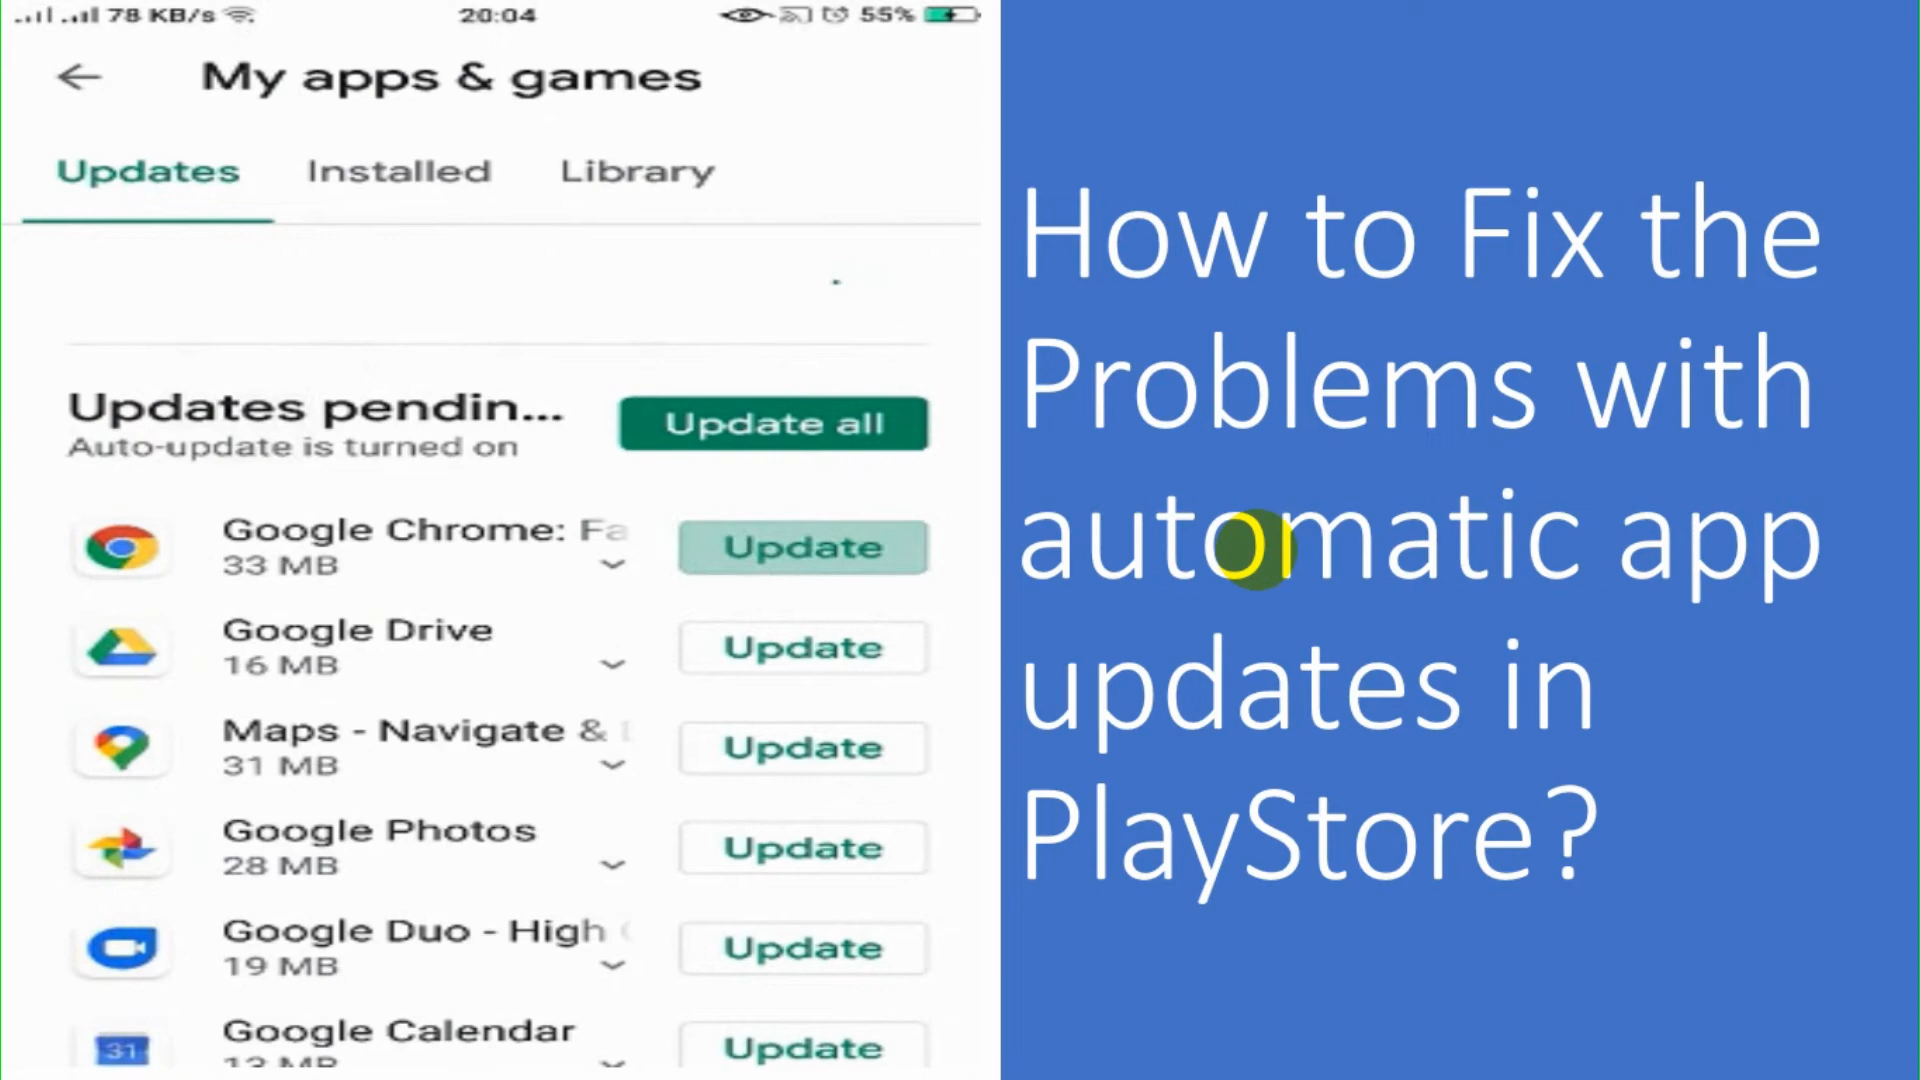 78 KB/s 20:04 55%
My apps & games
Updates Installed Library
Updates pendin... Update all
Auto-update is turned on
Google Chrome: Fa
33 MB
Update
Google Drive
16 MB
Update
Maps - Navigate &
31 MB
Update
Google Photos
28 MB
Update
Google Duo - High
19 MB
Update
31
Google Calendar
13 MB
Update
How to Fix the
Problems with
automatic app
updates in
PlayStore?